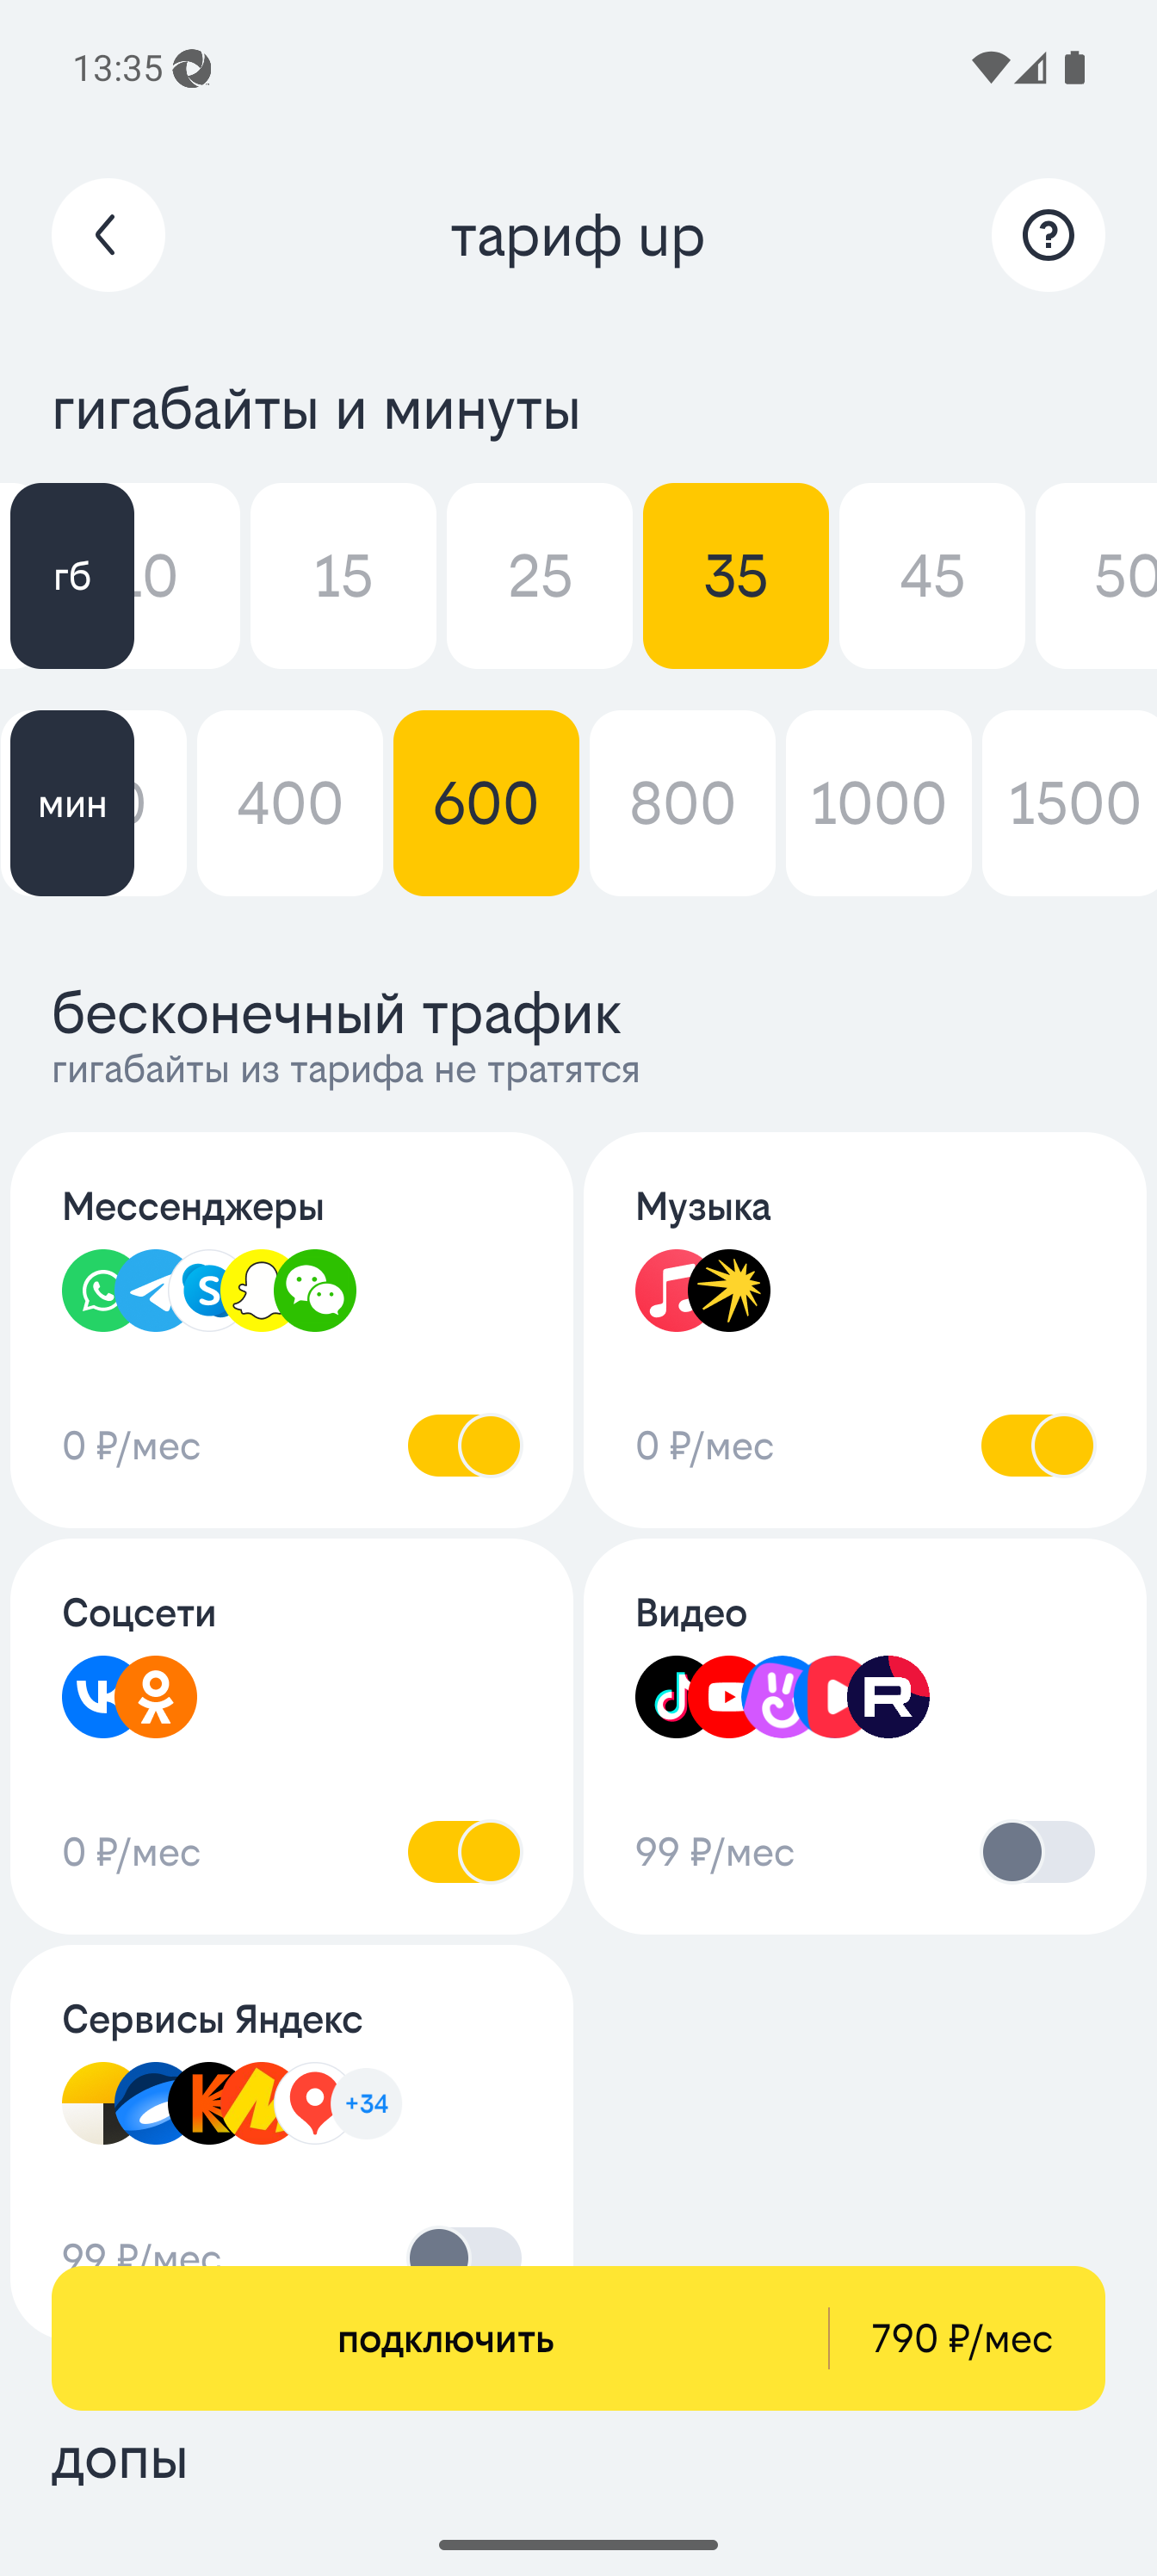 13:35
тариф up
гигабайты и минуты
гб 15 25 35 45 50
мин 400 600 800 1000 1500
бесконечный трафик
гигабайты из тарифа не тратятся
Мессенджеры
0 ₽/мес
Музыка
0 ₽/мес
Соцсети
0 ₽/мес
Видео
99 ₽/мес
Сервисы Яндекс
+34
99 ₽/мес
подключить 790 ₽/мес
допы